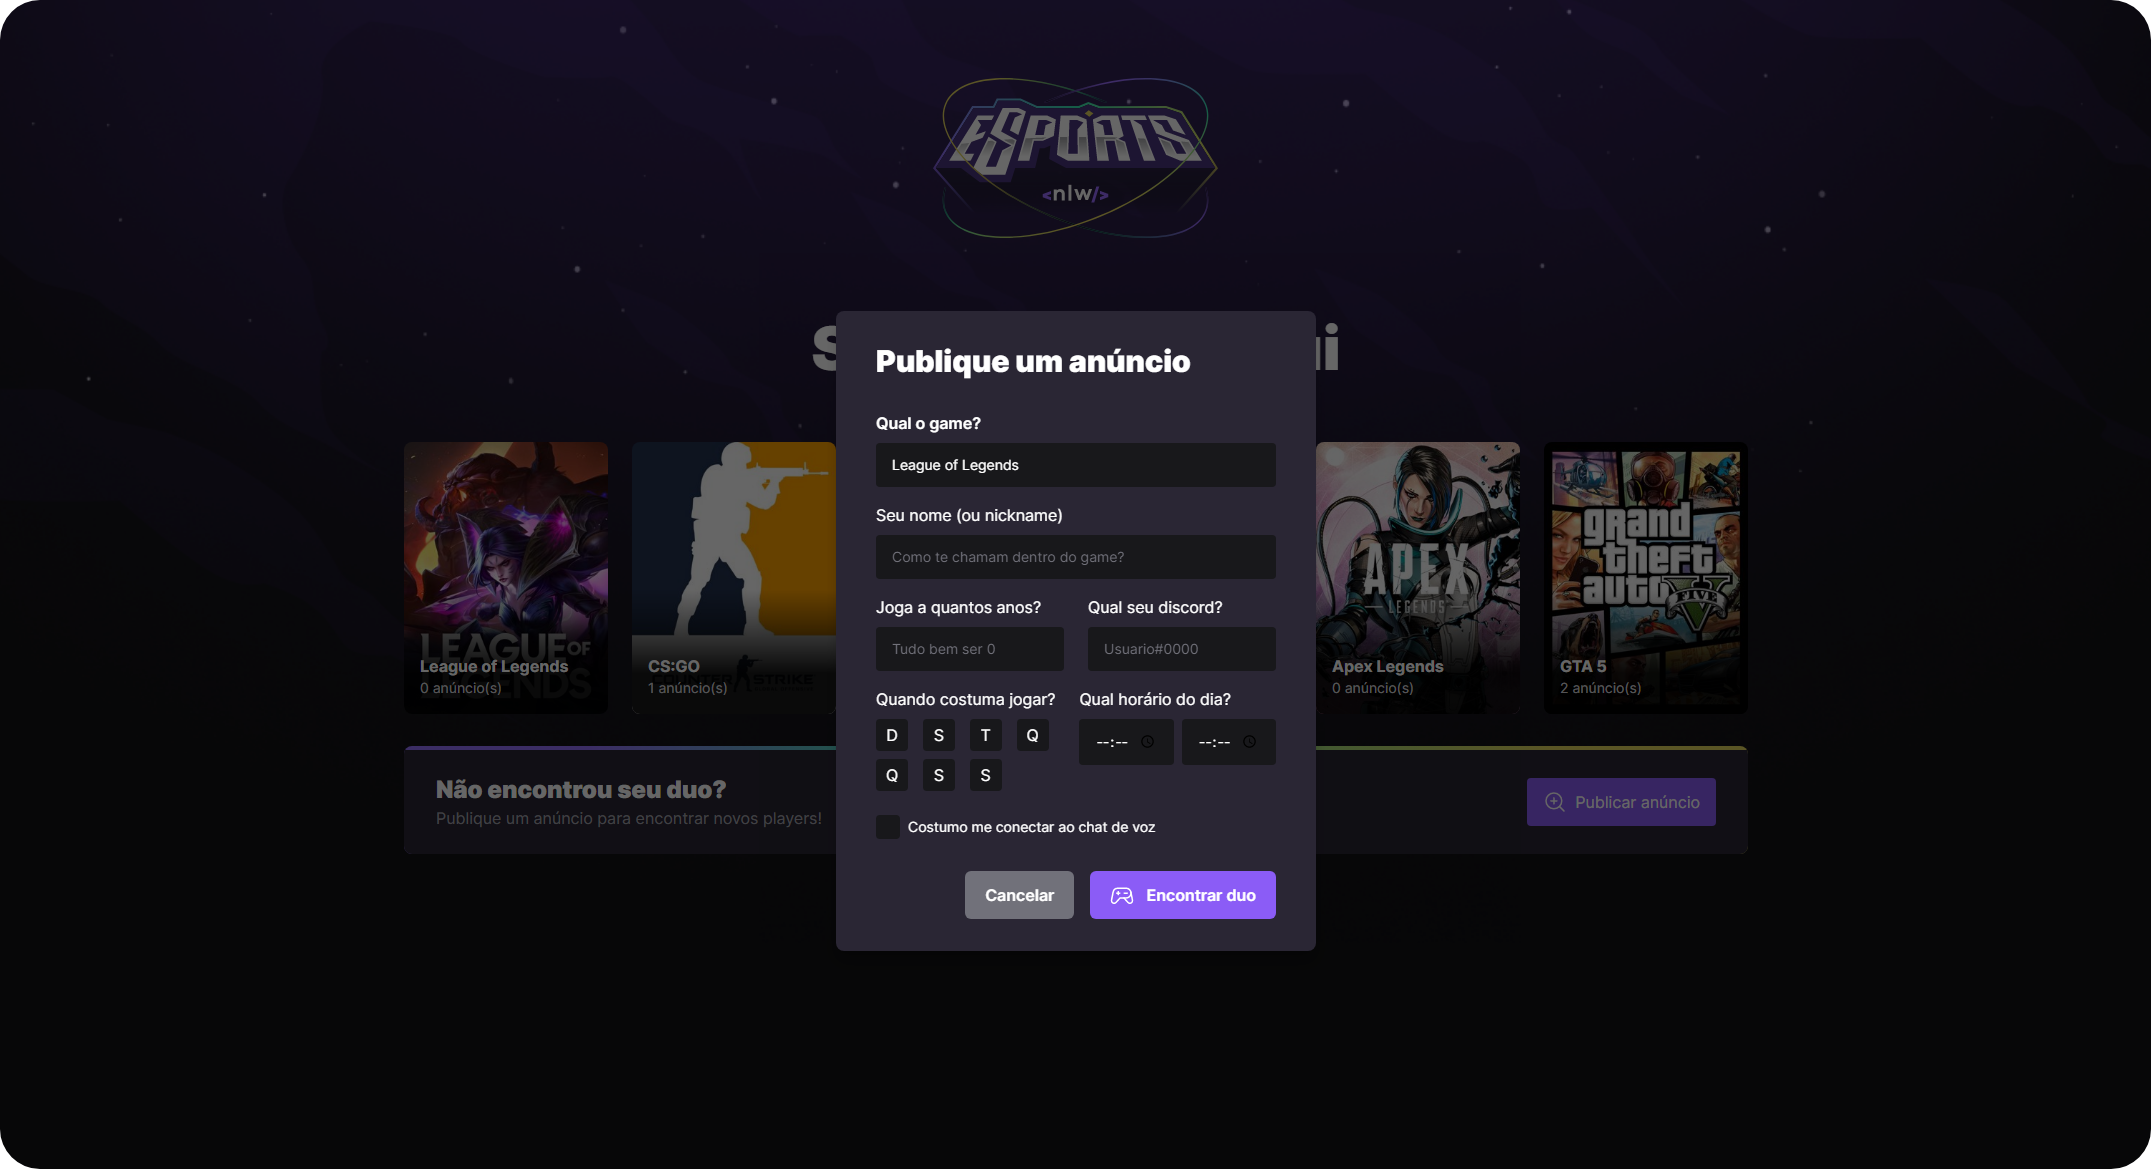 ESPORTS
<nlw/>
Publique um anúncio
Qual o game?
League of Legends
Seu nome (ou nickname)
Como te chamam dentro do game?
Joga a quantos anos?
Qual seu discord?
Tudo bem ser 0
Usuario#0000
Quando costuma jogar?
Qual horário do dia?
D S T Q
--:-- --:--
Q S S
Costumo me conectar ao chat de voz
Cancelar
Encontrar duo
LEAGUE OF
LEGENDS
League of Legends
0 anúncio(s)
COUNTER STRIKE
CS:GO
1 anúncio(s)
APEX
LEGENDS
Apex Legends
0 anúncio(s)
grand
theft
auto
V
FIVE
GTA 5
2 anúncio(s)
Não encontrou seu duo?
Publique um anúncio para encontrar novos players!
Publicar anúncio